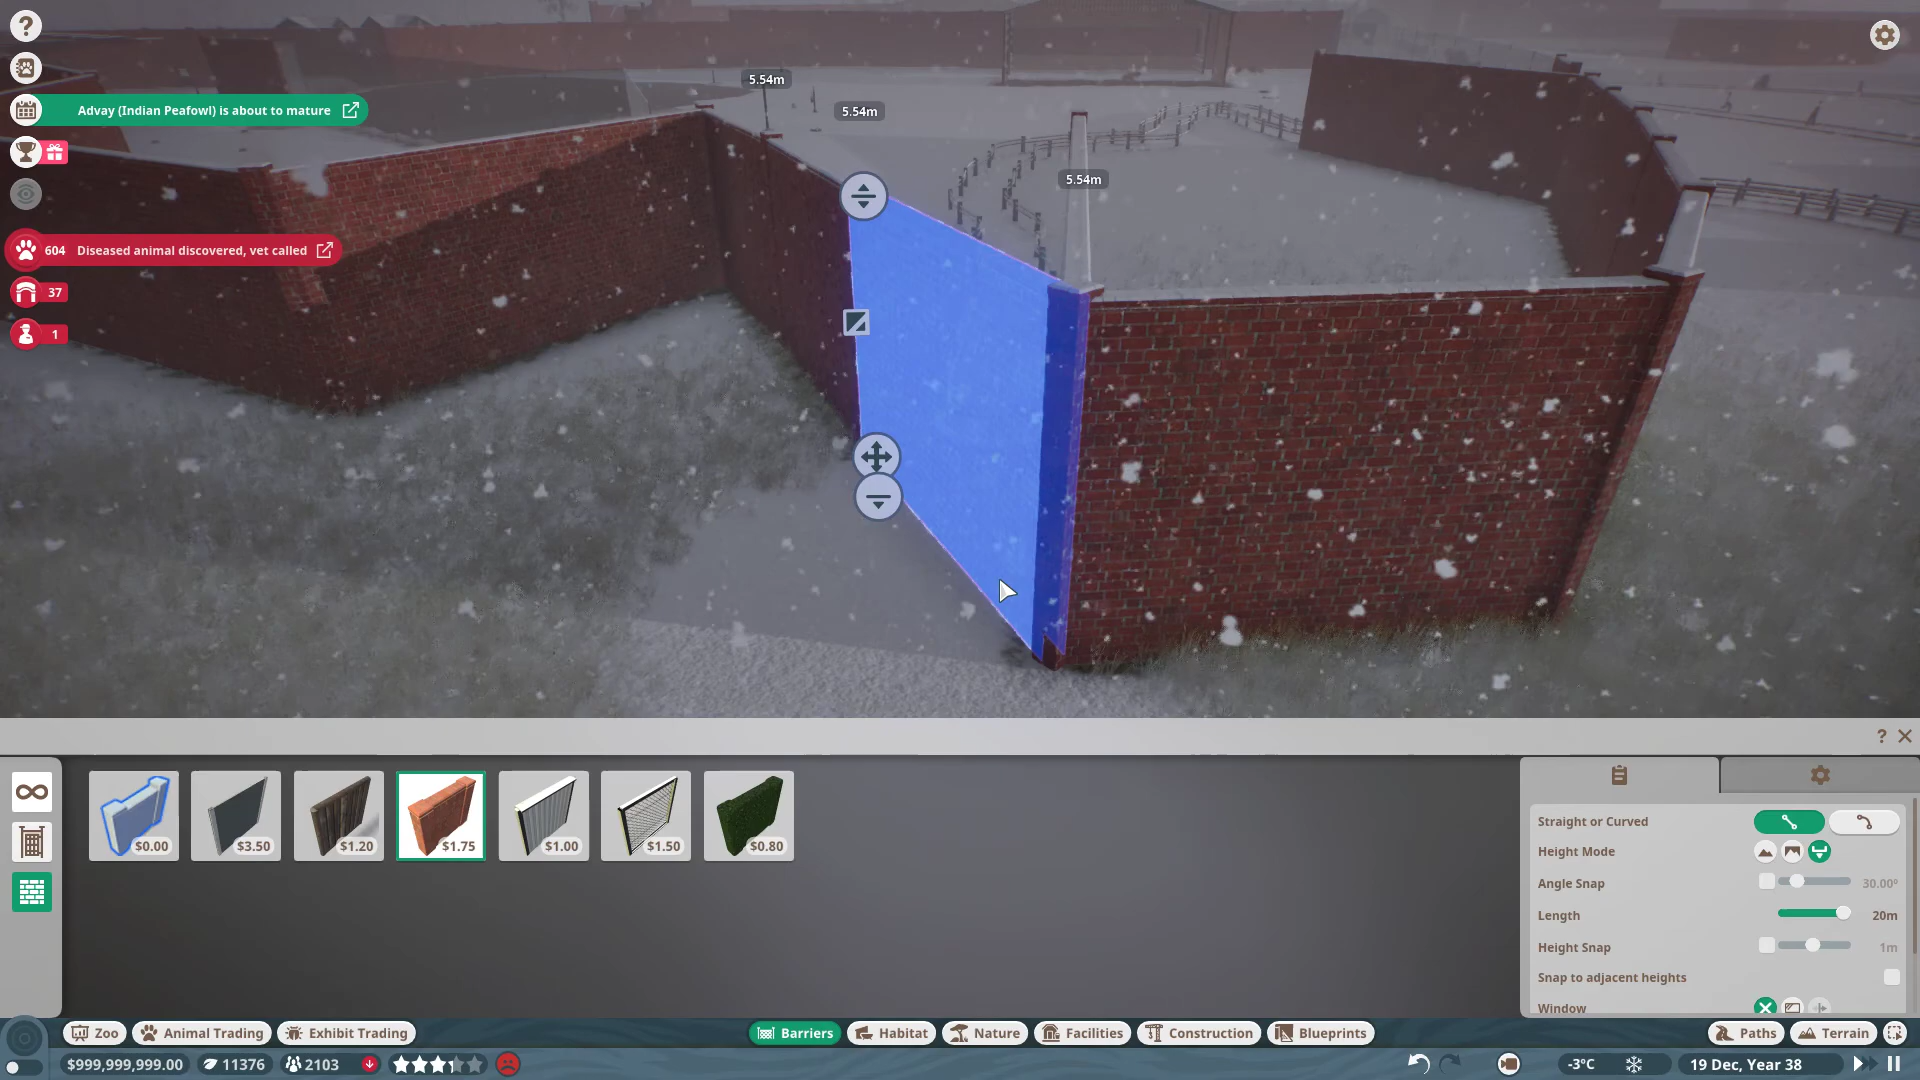 5.54m
5.54m
5.54m
?
Advay (Indian Peafowl) is about to mature
604 Diseased animal discovered, vet called
37
1
?
$0.00
$3.50
$1.20
$1.75
$1.00
$1.50
$0.80
Straight or Curved
Height Mode
Angle Snap 30.00º
Length 20m
Height Snap 1m
Snap to adjacent heights
Window
Zoo Animal Trading Exhibit Trading Barriers Habitat Nature Facilities Construction Blueprints Paths Terrain
$999,999,999.00 11376 2103 -3°C 19 Dec, Year 38